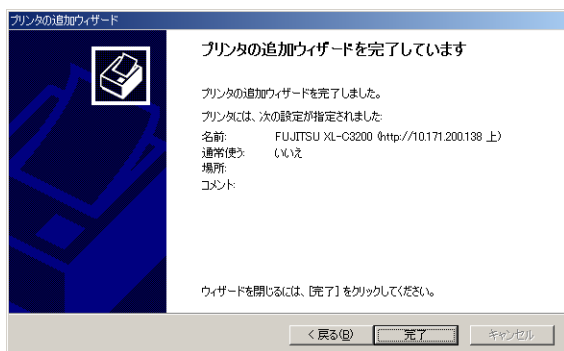 プリンタの追加ウィザード
プリンタの追加ウィザードを完了しています
プリンタの追加ウィザードを完了しました。
プリンタには、次の設定が指定されました:
名前: FUJITSU XL-C3200 (http://10.171.200.138 上)
通常使う: いいえ
場所:
コメント:
ウィザードを閉じるには、[完了] をクリックしてください。
< 戻る(B) 完了 キャンセル